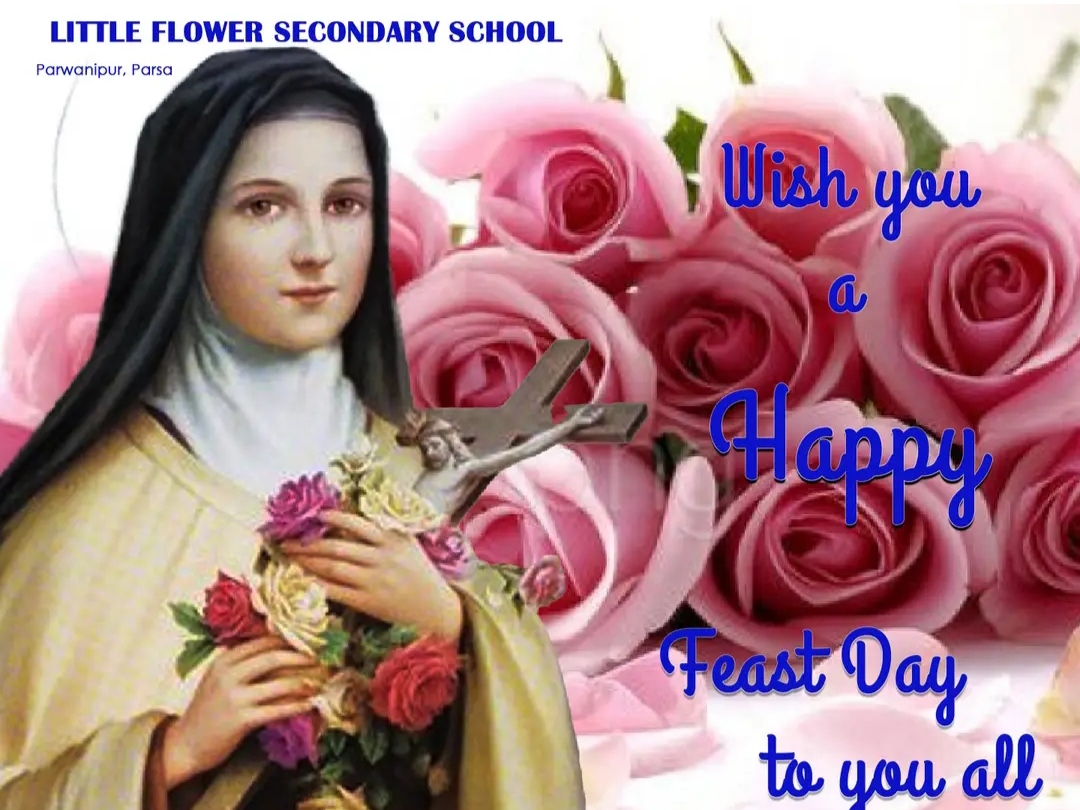 LITTLE FLOWER SECONDARY SCHOOL
Parwanipur, Parsa
Wish you
a
Happy
Feast Day
to you all